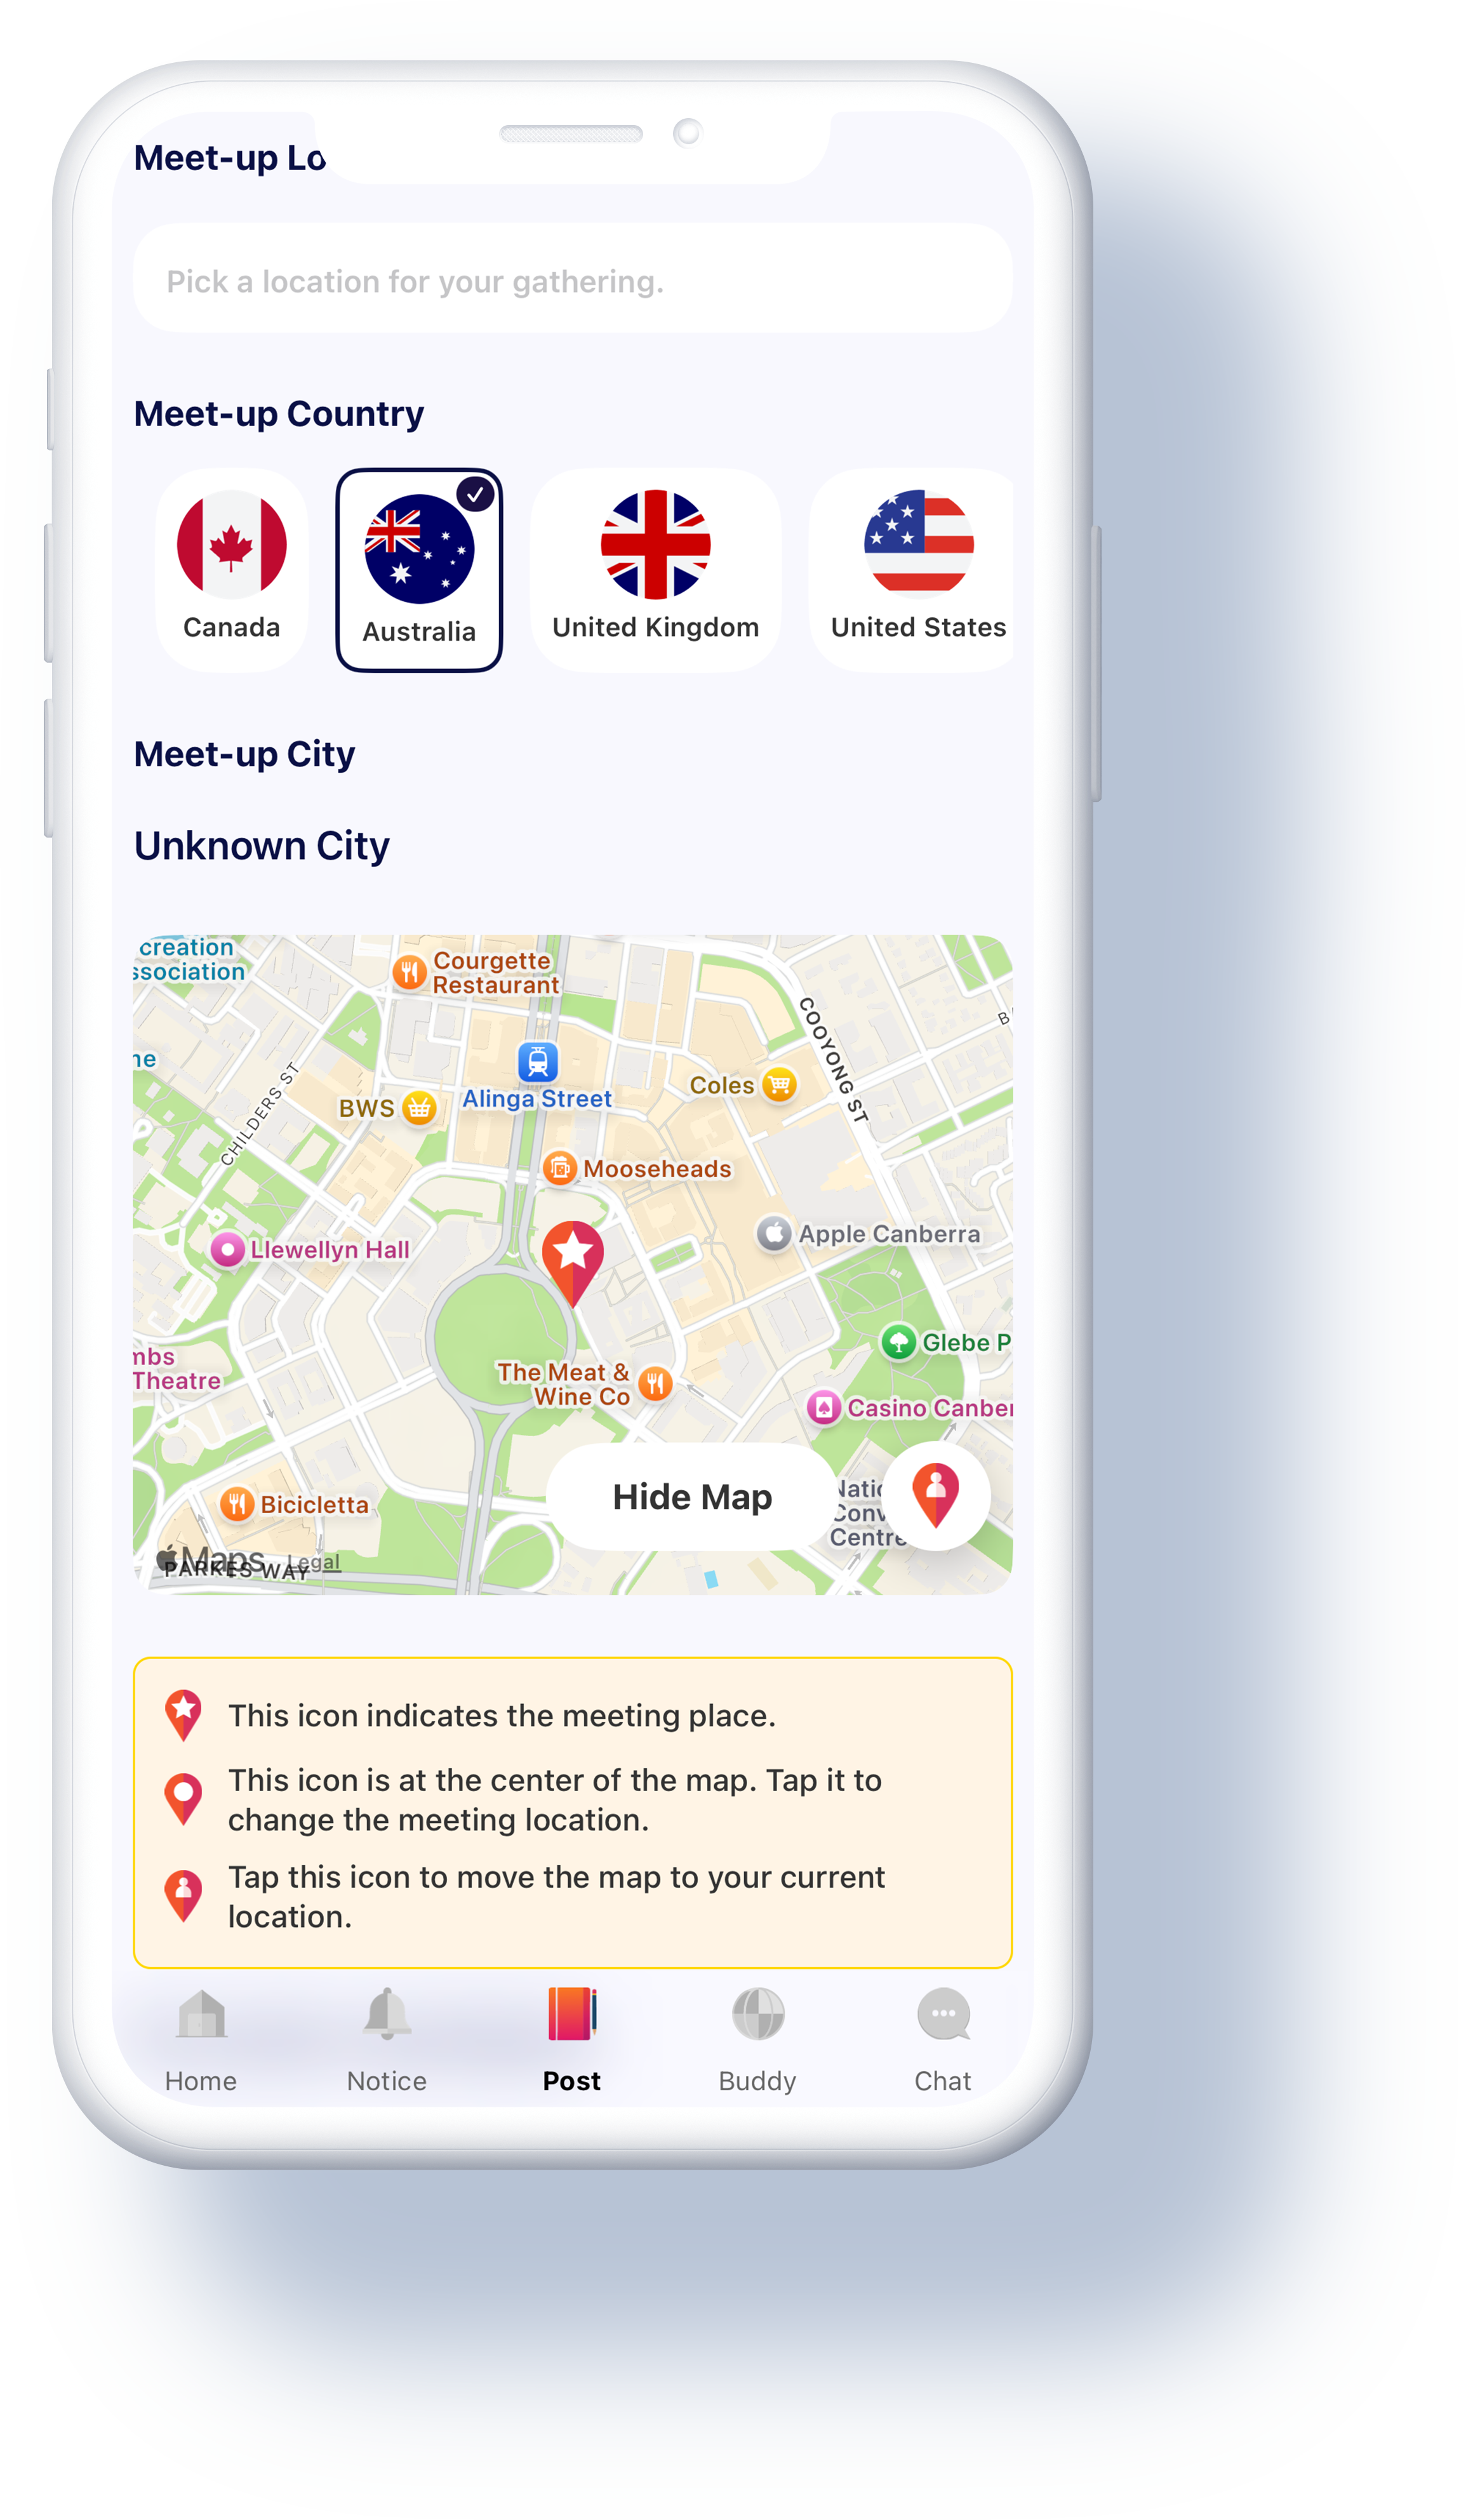 Meet-up Lo
Pick a location for your gathering.
Meet-up Country
Canada
Australia
United Kingdom
United States
Meet-up City
Unknown City
creation
ssociation
Courgette
Restaurant
COOYONG ST
ne
CHILDERS ST
BWS
Alinga Street
Coles
Mooseheads
Llewellyn Hall
Apple Canberra
mbs
Theatre
The Meat &
Wine Co
Glebe P
Casino Canber
Bicicletta
Hide Map
Natio
Conv
Centre
Maps Legal
PARKES WAY
This icon indicates the meeting place.
This icon is at the center of the map. Tap it to
change the meeting location.
Tap this icon to move the map to your current
location.
Home
Notice
Post
Buddy
Chat